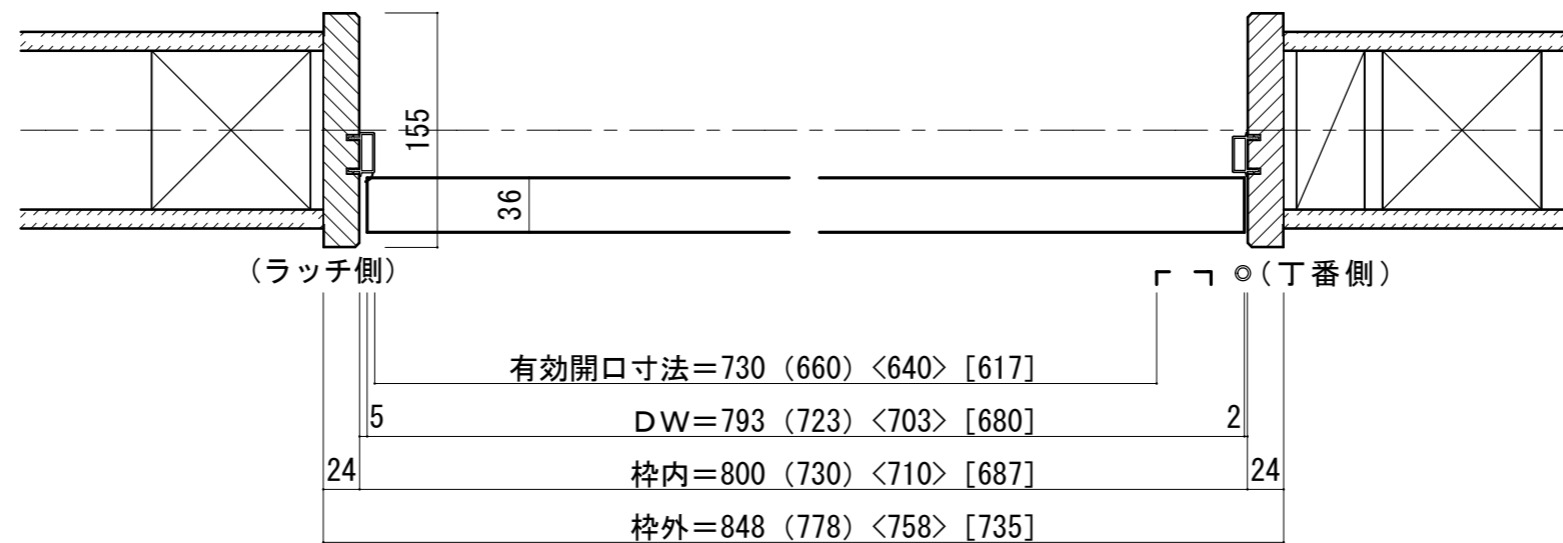 155
36
(ラッチ側)
◎(丁番側)
有効開口寸法=730 (660) <640> [617]
5
DW=793 (723) <703> [680]
2
24
枠内=800 (730) <710> [687]
24
枠外=848 (778) <758> [735]